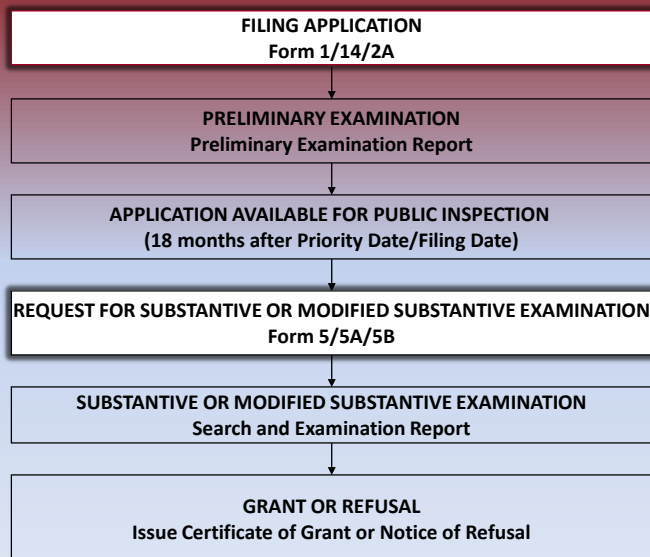 FILING APPLICATION
Form 1/14/2A
PRELIMINARY EXAMINATION
Preliminary Examination Report
APPLICATION AVAILABLE FOR PUBLIC INSPECTION
(18 months after Priority Date/Filing Date)
REQUEST FOR SUBSTANTIVE OR MODIFIED SUBSTANTIVE EXAMINATION
Form 5/5A/5B
SUBSTANTIVE OR MODIFIED SUBSTANTIVE EXAMINATION
Search and Examination Report
GRANT OR REFUSAL
Issue Certificate of Grant or Notice of Refusal